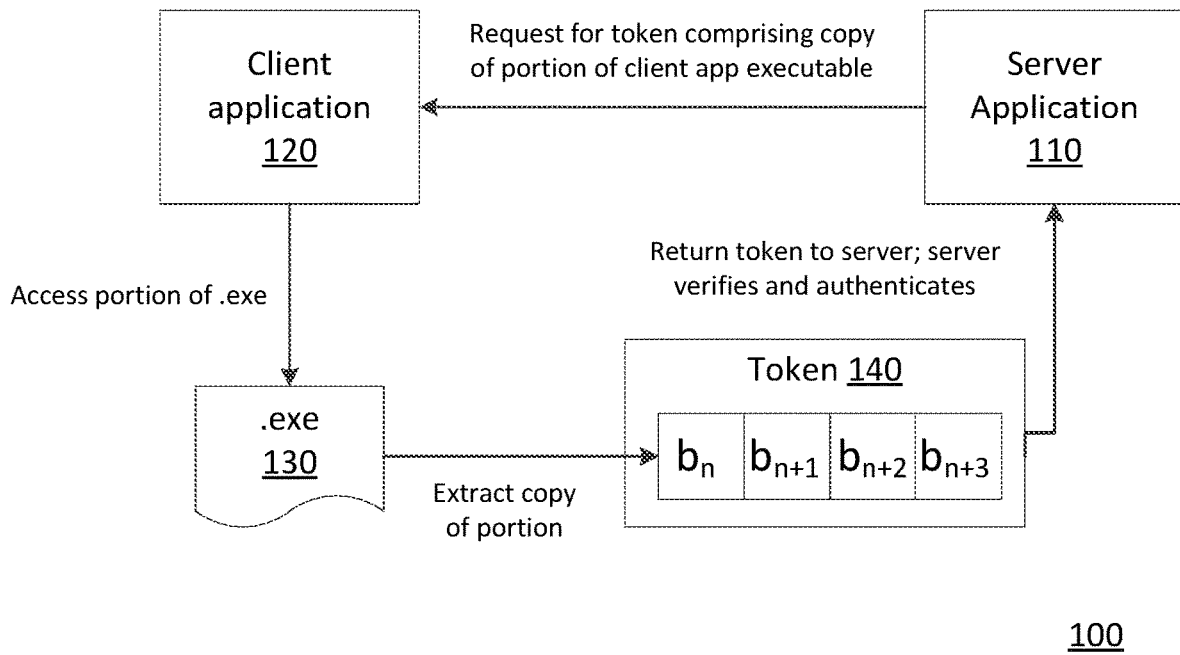 Request for token comprising copy
of portion of client app executable
Client
application
120
Server
Application
110
Return token to server; server
verifies and authenticates
Access portion of .exe
Token 140
.exe
130
bₙ bₙ₊₁ bₙ₊₂ bₙ₊₃
Extract copy
of portion
100